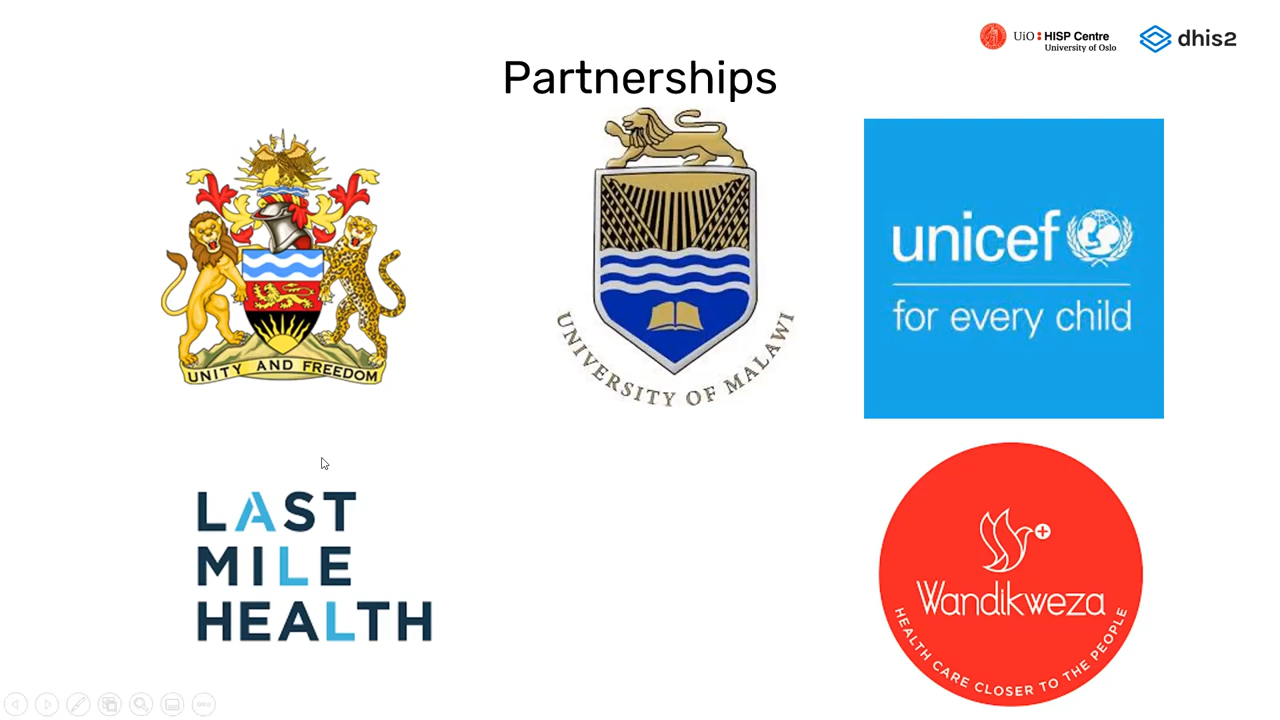 UiO : HISP Centre
University of Oslo
dhis2
Partnerships
UNITY AND FREEDOM
UNIVERSITY OF MALAWI
unicef
for every child
LAST
MILE
HEALTH
Wandikweza
HEALTH CARE CLOSER TO THE PEOPLE